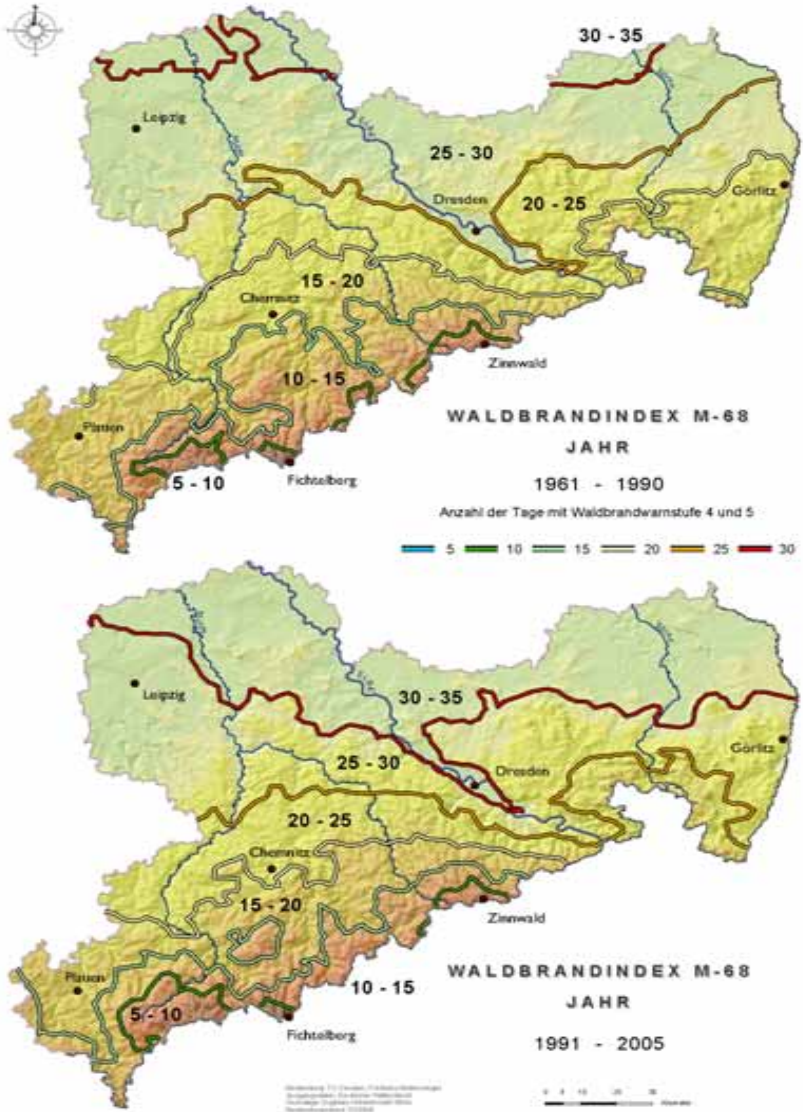 30 - 35
Leipzig
25 - 30
Dresden
Görlitz
20 - 25
15 - 20
Chemnitz
Zinnwald
10 - 15
Plauen
5 - 10
Fichtelberg
WALDBRANDINDEX M-68
JAHR
1961 - 1990
Anzahl der Tage mit Waldbrandwarnstufe 4 und 5
5 10 15 20 25 30
Leipzig
30 - 35
Görlitz
25 - 30
Dresden
20 - 25
Chemnitz
15 - 20
Zinnwald
10 - 15
Plauen
5 - 10
Fichtelberg
WALDBRANDINDEX M-68
JAHR
1991 - 2005